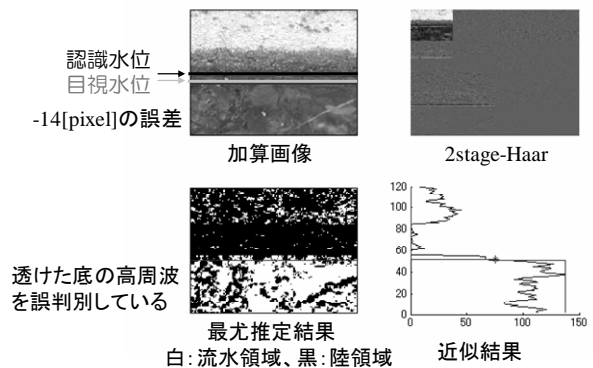 認識水位
目視水位
-14[pixel]の誤差
加算画像
2stage-Haar
透けた底の高周波
を誤判別している
最尤推定結果
白：流水領域、黒：陸領域
120
100
80
60
40
20
0
0
50
100
150
近似結果